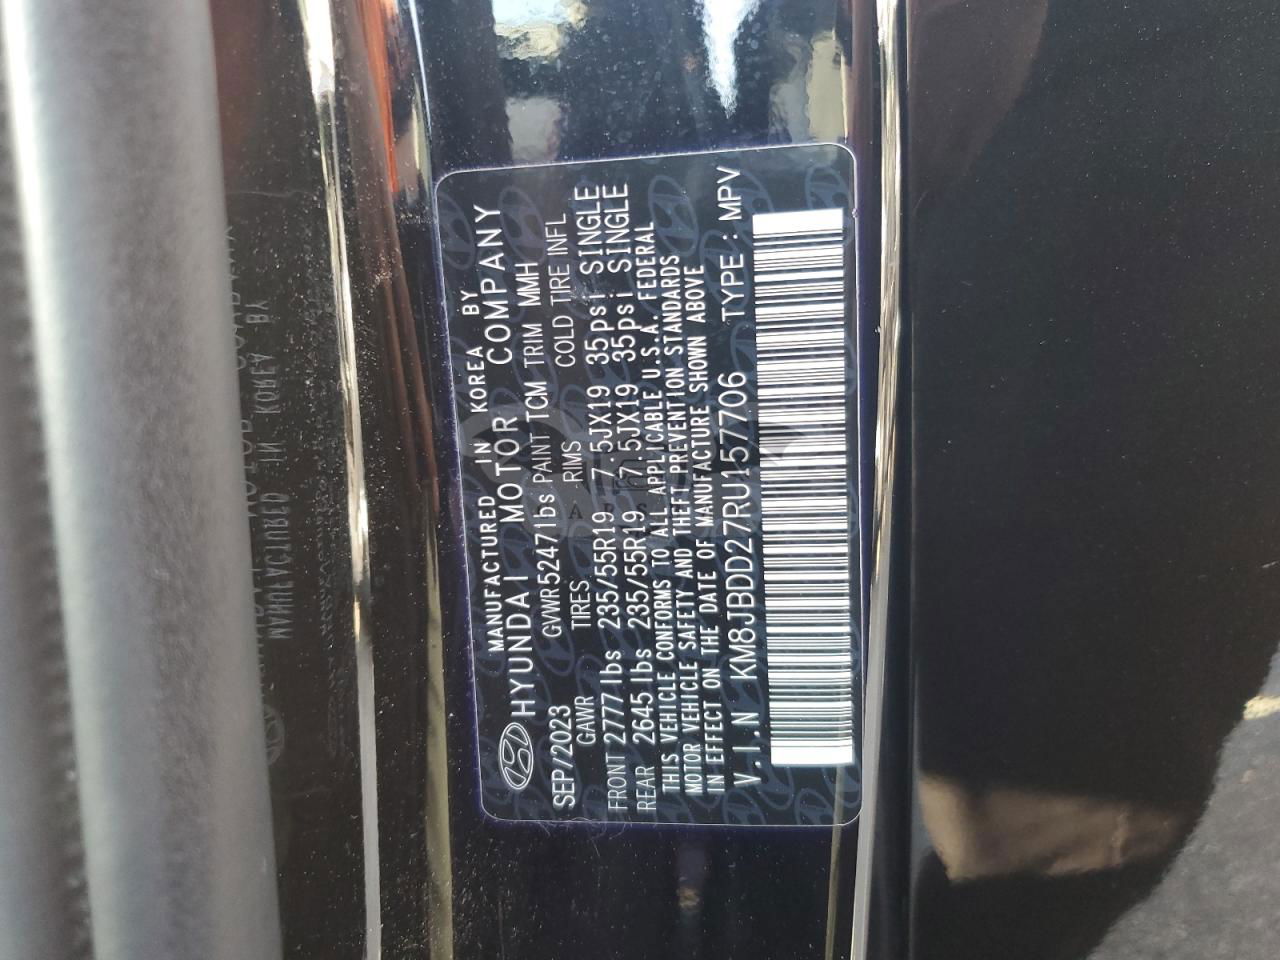 MANUFACTURED IN KOREA BY
HYUNDAI MOTOR COMPANY
SEP/2023 GVWR5247lbs PAINT TCM TRIM MMH
GAWR TIRES RIMS COLD TIRE INFL
FRONT 2777lbs 235/55R19 7.5JX19 35psi SINGLE
REAR 2645lbs 235/55R19 7.5JX19 35psi SINGLE
THIS VEHICLE CONFORMS TO ALL APPLICABLE U.S.A. FEDERAL
MOTOR VEHICLE SAFETY AND THEFT PREVENTION STANDARDS
IN EFFECT ON THE DATE OF MANUFACTURE SHOWN ABOVE
V.I.N KM8JBDD27RU157706 TYPE : MPV